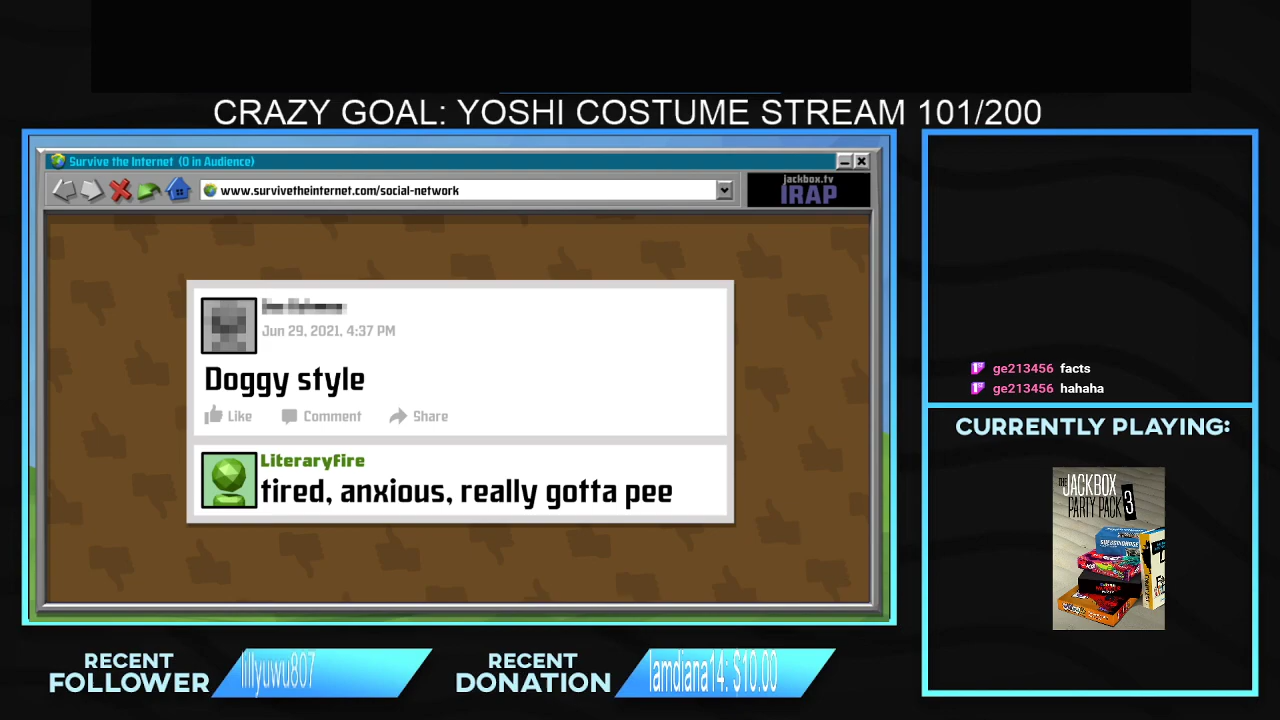 CRAZY GOAL: YOSHI COSTUME STREAM 101/200
Survive the Internet (0 in Audience)
www.survivetheinternet.com/social-network
jackbox.tv
IRAP
Jun 29, 2021, 4:37 PM
Doggy style
Like Comment Share
Literaryfire
tired, anxious, really gotta pee
ge213456 facts
ge213456 hahaha
CURRENTLY PLAYING:
THE JACKBOX
PARTY PACK 3
RECENT
FOLLOWER
lillyuwu807
RECENT
DONATION
lamdiana14: $10.00